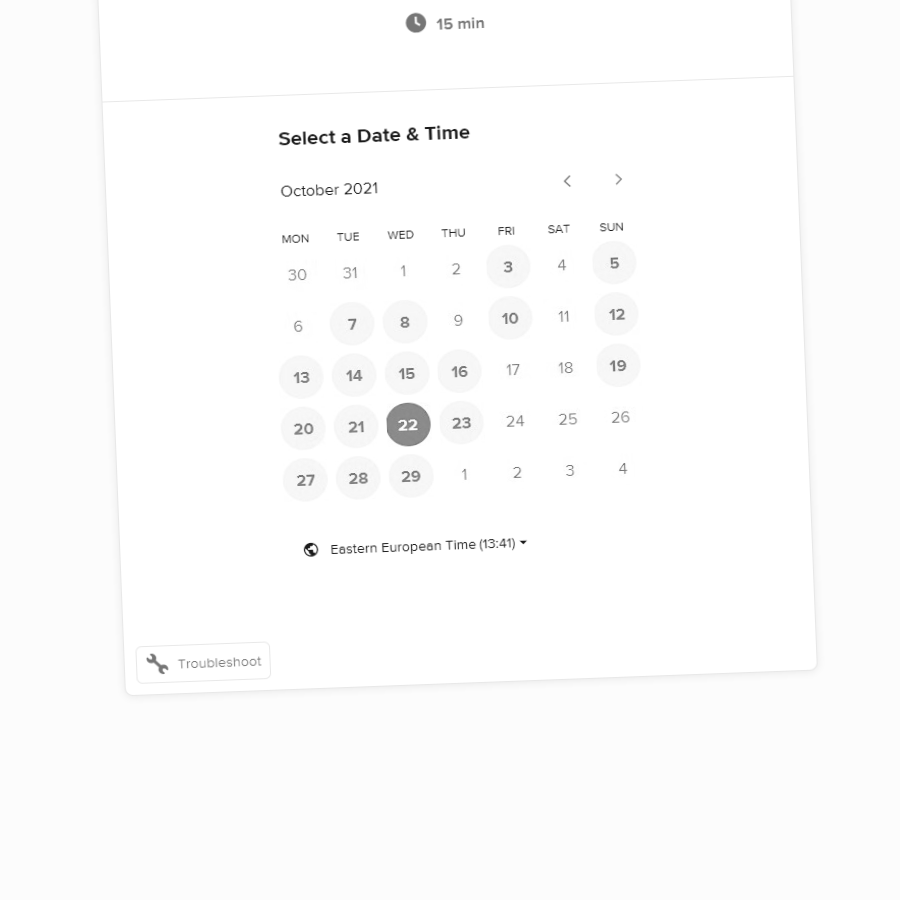 15 min
Select a Date & Time
October 2021
MON TUE WED THU FRI SAT SUN
30 31 1 2 3 4 5
6 7 8 9 10 11 12
13 14 15 16 17 18 19
20 21 22 23 24 25 26
27 28 29 1 2 3 4
Eastern European Time (13:41)
Troubleshoot